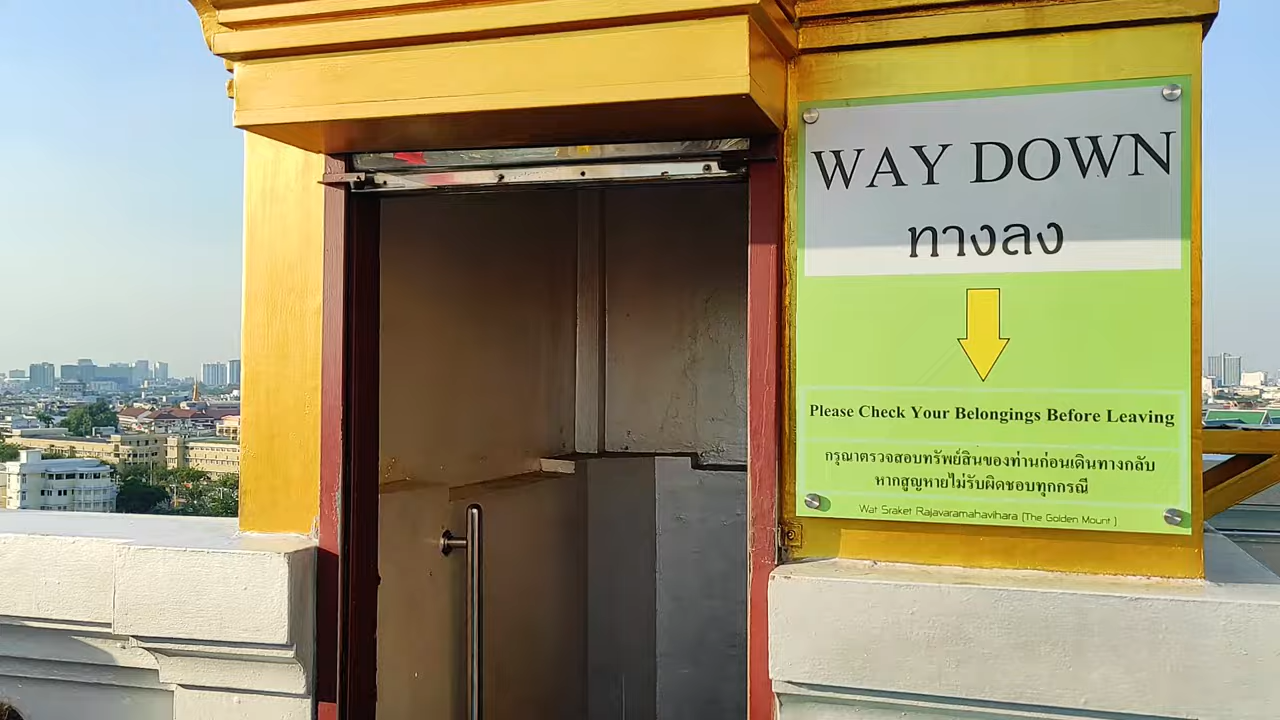 WAY DOWN
ทางลง
Please Check Your Belongings Before Leaving
กรุณาตรวจสอบทรัพย์สินของท่านก่อนเดินทางกลับ
หากสูญหายไม่รับผิดชอบทุกกรณี
Wat Sraket Rajavaramahavihara [The Golden Mount ]